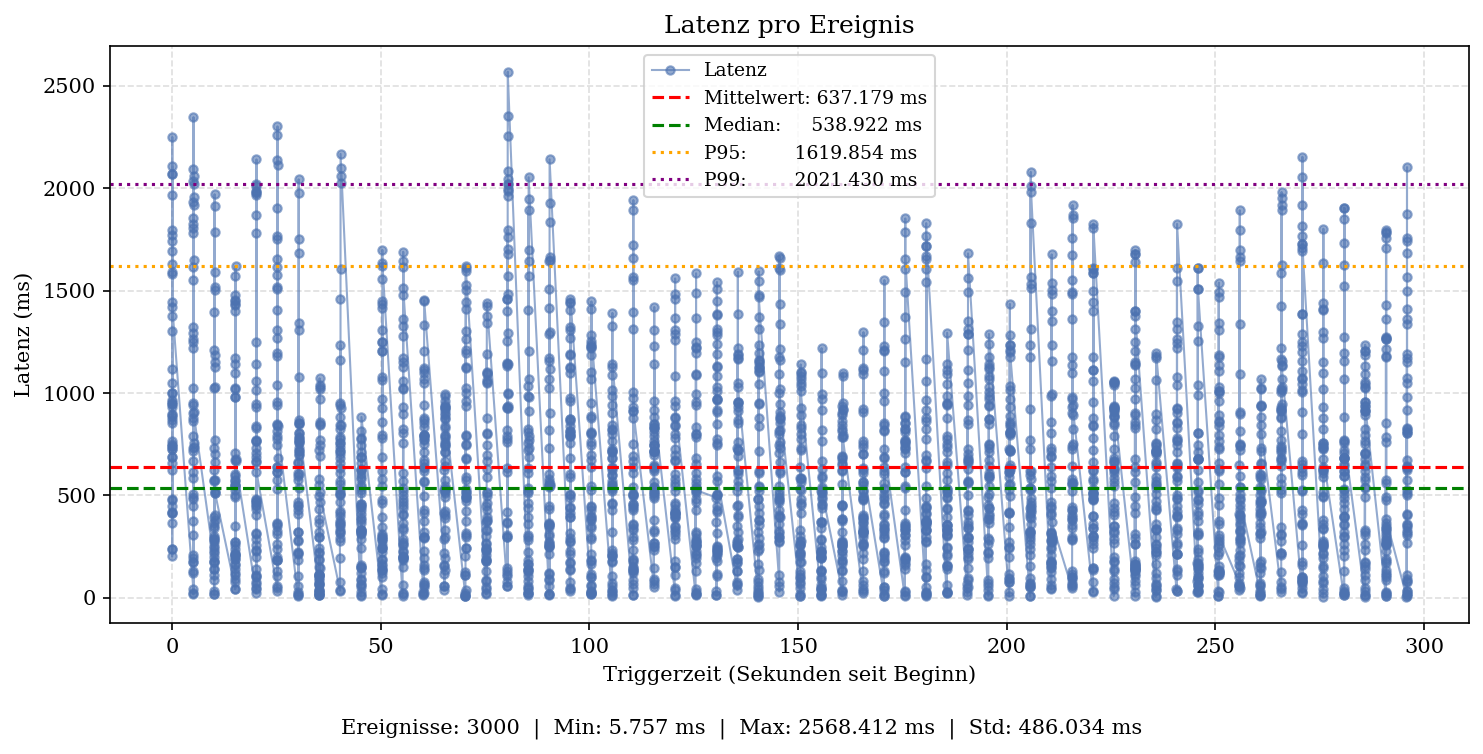 Latenz pro Ereignis
Latenz
Mittelwert: 637.179 ms
Median: 538.922 ms
P95: 1619.854 ms
P99: 2021.430 ms
Latenz (ms)
2500
2000
1500
1000
500
0
0 50 100 150 200 250 300
Triggerzeit (Sekunden seit Beginn)
Ereignisse: 3000 | Min: 5.757 ms | Max: 2568.412 ms | Std: 486.034 ms